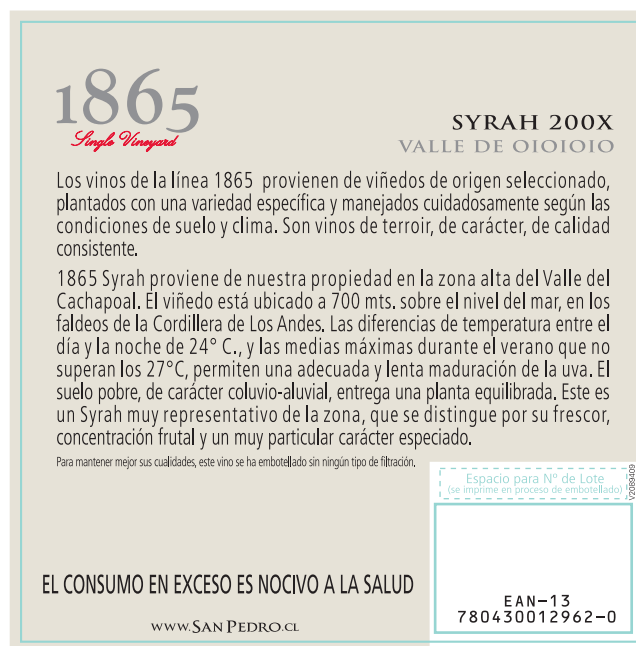 1865
Single Vineyard
SYRAH 200X
VALLE DE OIOIOIO
Los vinos de la línea 1865 provienen de viñedos de origen seleccionado,
plantados con una variedad específica y manejados cuidadosamente según las
condiciones de suelo y clima. Son vinos de terroir, de carácter, de calidad
consistente.
1865 Syrah proviene de nuestra propiedad en la zona alta del Valle del
Cachapoal. El viñedo está ubicado a 700 mts. sobre el nivel del mar, en los
faldeos de la Cordillera de Los Andes. Las diferencias de temperatura entre el
día y la noche de 24° C., y las medias máximas durante el verano que no
superan los 27°C, permiten una adecuada y lenta maduración de la uva. El
suelo pobre, de carácter coluvio-aluvial, entrega una planta equilibrada. Este es
un Syrah muy representativo de la zona, que se distingue por su frescor,
concentración frutal y un muy particular carácter especiado.
Para mantener mejor sus cualidades, este vino se ha embotellado sin ningún tipo de filtración.
Espacio para Nº de Lote
(se imprime en proceso de embotellado)
V2089409
EL CONSUMO EN EXCESO ES NOCIVO A LA SALUD
EAN-13
780430012962-0
www.San Pedro.cl